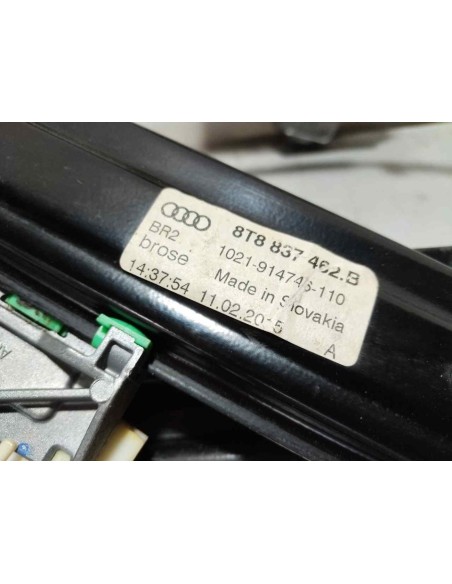 8T8 837 462.B
BR2 1021-914746-110
brose Made in Slovakia
14:37:54 11.02.2015 A